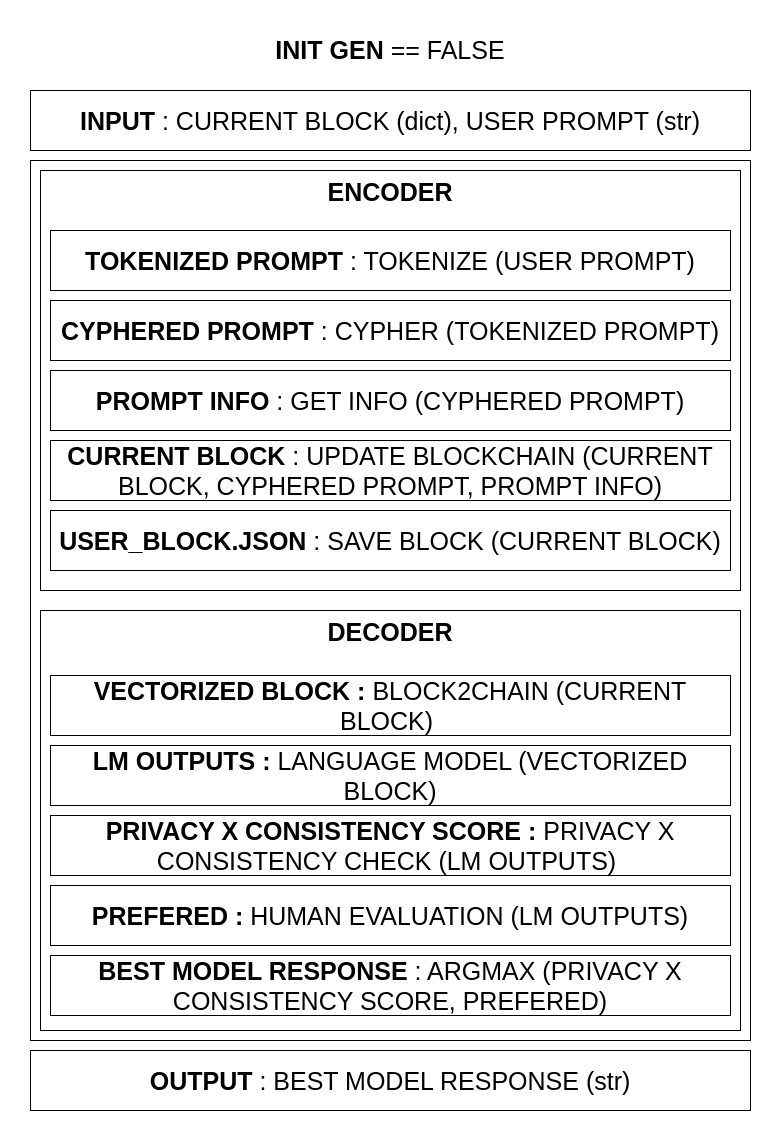 INIT GEN == FALSE
INPUT : CURRENT BLOCK (dict), USER PROMPT (str)
ENCODER
TOKENIZED PROMPT : TOKENIZE (USER PROMPT)
CYPHERED PROMPT : CYPHER (TOKENIZED PROMPT)
PROMPT INFO : GET INFO (CYPHERED PROMPT)
CURRENT BLOCK : UPDATE BLOCKCHAIN (CURRENT
BLOCK, CYPHERED PROMPT, PROMPT INFO)
USER_BLOCK.JSON : SAVE BLOCK (CURRENT BLOCK)
DECODER
VECTORIZED BLOCK : BLOCK2CHAIN (CURRENT
BLOCK)
LM OUTPUTS : LANGUAGE MODEL (VECTORIZED
BLOCK)
PRIVACY X CONSISTENCY SCORE : PRIVACY X
CONSISTENCY CHECK (LM OUTPUTS)
PREFERED : HUMAN EVALUATION (LM OUTPUTS)
BEST MODEL RESPONSE : ARGMAX (PRIVACY X
CONSISTENCY SCORE, PREFERED)
OUTPUT : BEST MODEL RESPONSE (str)